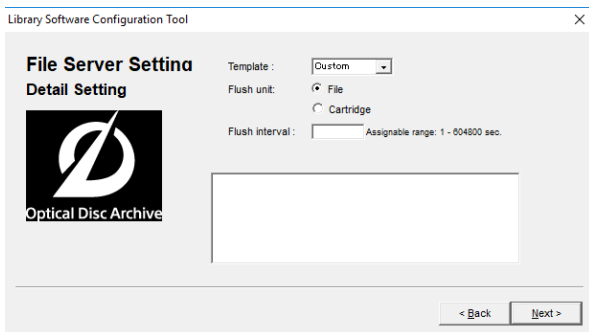 Library Software Configuration Tool
File Server Setting
Detail Setting
Optical Disc Archive
Template :
Custom
Flush unit:
File
Cartridge
Flush interval :
Assignable range: 1 - 604800 sec.
< Back
Next >